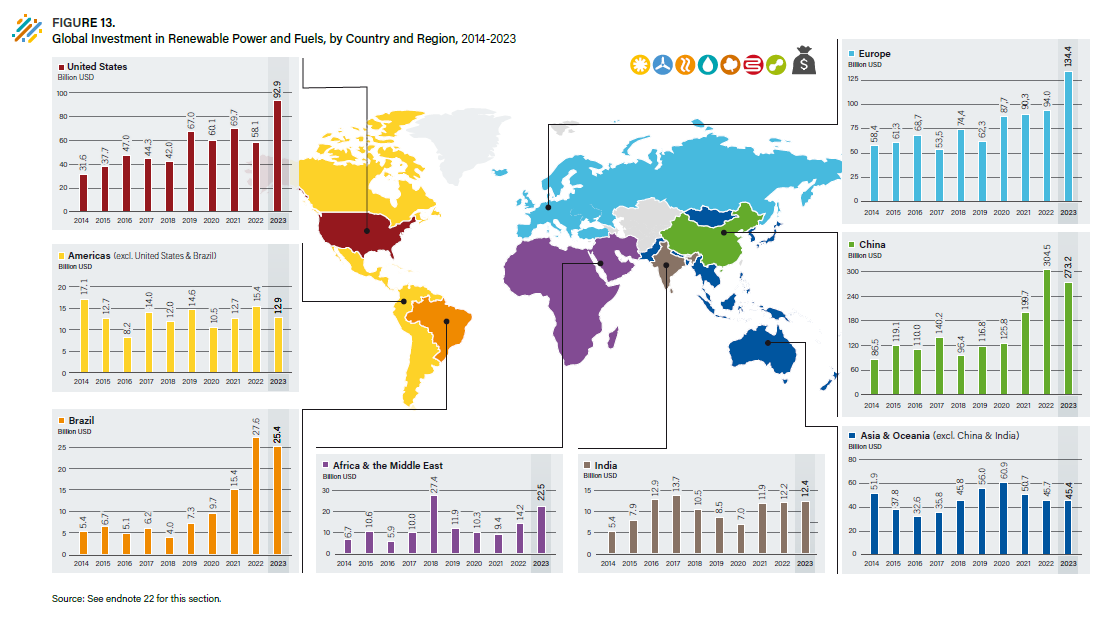 FIGURE 13.
Global Investment in Renewable Power and Fuels, by Country and Region, 2014-2023
United States
Billion USD
100
80
60
40
20
0
31.6 37.7 47.0 44.3 42.0 67.0 60.1 69.7 58.1 92.9
2014 2015 2016 2017 2018 2019 2020 2021 2022 2023
Americas (excl. United States & Brazil)
Billion USD
20
15
10
5
0
17.1 12.7 8.2 14.0 12.0 14.6 10.5 12.7 15.4 12.9
2014 2015 2016 2017 2018 2019 2020 2021 2022 2023
Brazil
Billion USD
25
20
15
10
5
0
5.4 6.7 5.1 6.2 4.0 7.3 9.7 15.4 27.6 25.4
2014 2015 2016 2017 2018 2019 2020 2021 2022 2023
Africa & the Middle East
Billion USD
30
20
10
0
6.7 10.6 5.9 10.0 27.4 11.9 10.3 9.4 14.2 22.5
2014 2015 2016 2017 2018 2019 2020 2021 2022 2023
India
Billion USD
15
10
5
0
5.4 7.9 12.9 13.7 10.5 8.5 7.0 11.9 12.2 12.4
2014 2015 2016 2017 2018 2019 2020 2021 2022 2023
$
Europe
Billion USD
125
100
75
50
25
0
58.4 61.3 68.7 53.5 74.4 62.3 87.7 90.3 94.0 134.4
2014 2015 2016 2017 2018 2019 2020 2021 2022 2023
China
Billion USD
300
240
180
120
60
0
86.5 119.1 110.0 140.2 96.4 116.8 125.8 199.7 304.5 273.2
2014 2015 2016 2017 2018 2019 2020 2021 2022 2023
Asia & Oceania (excl. China & India)
Billion USD
80
60
40
20
0
51.9 37.8 32.6 35.8 45.8 56.0 60.9 50.7 45.7 45.4
2014 2015 2016 2017 2018 2019 2020 2021 2022 2023
Source: See endnote 22 for this section.